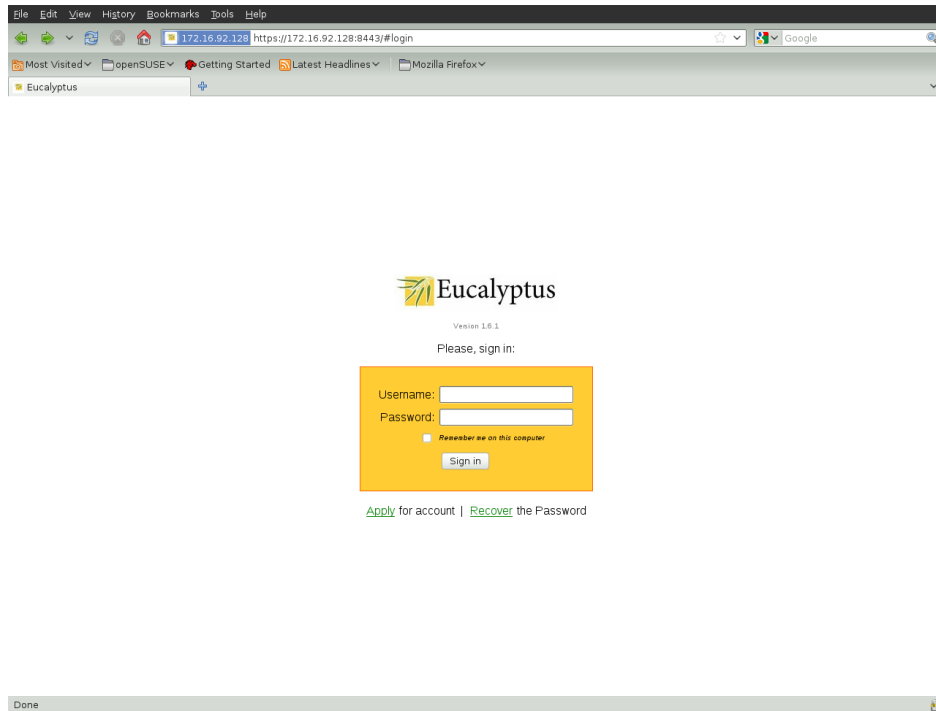 File Edit View History Bookmarks Tools Help
172.16.92.128 https://172.16.92.128:8443/#login Google
Most Visited openSUSE Getting Started Latest Headlines Mozilla Firefox
Eucalyptus
Eucalyptus
Version 1.6.1
Please, sign in:
Username:
Password:
Remember me on this computer
Sign in
Apply for account | Recover the Password
Done